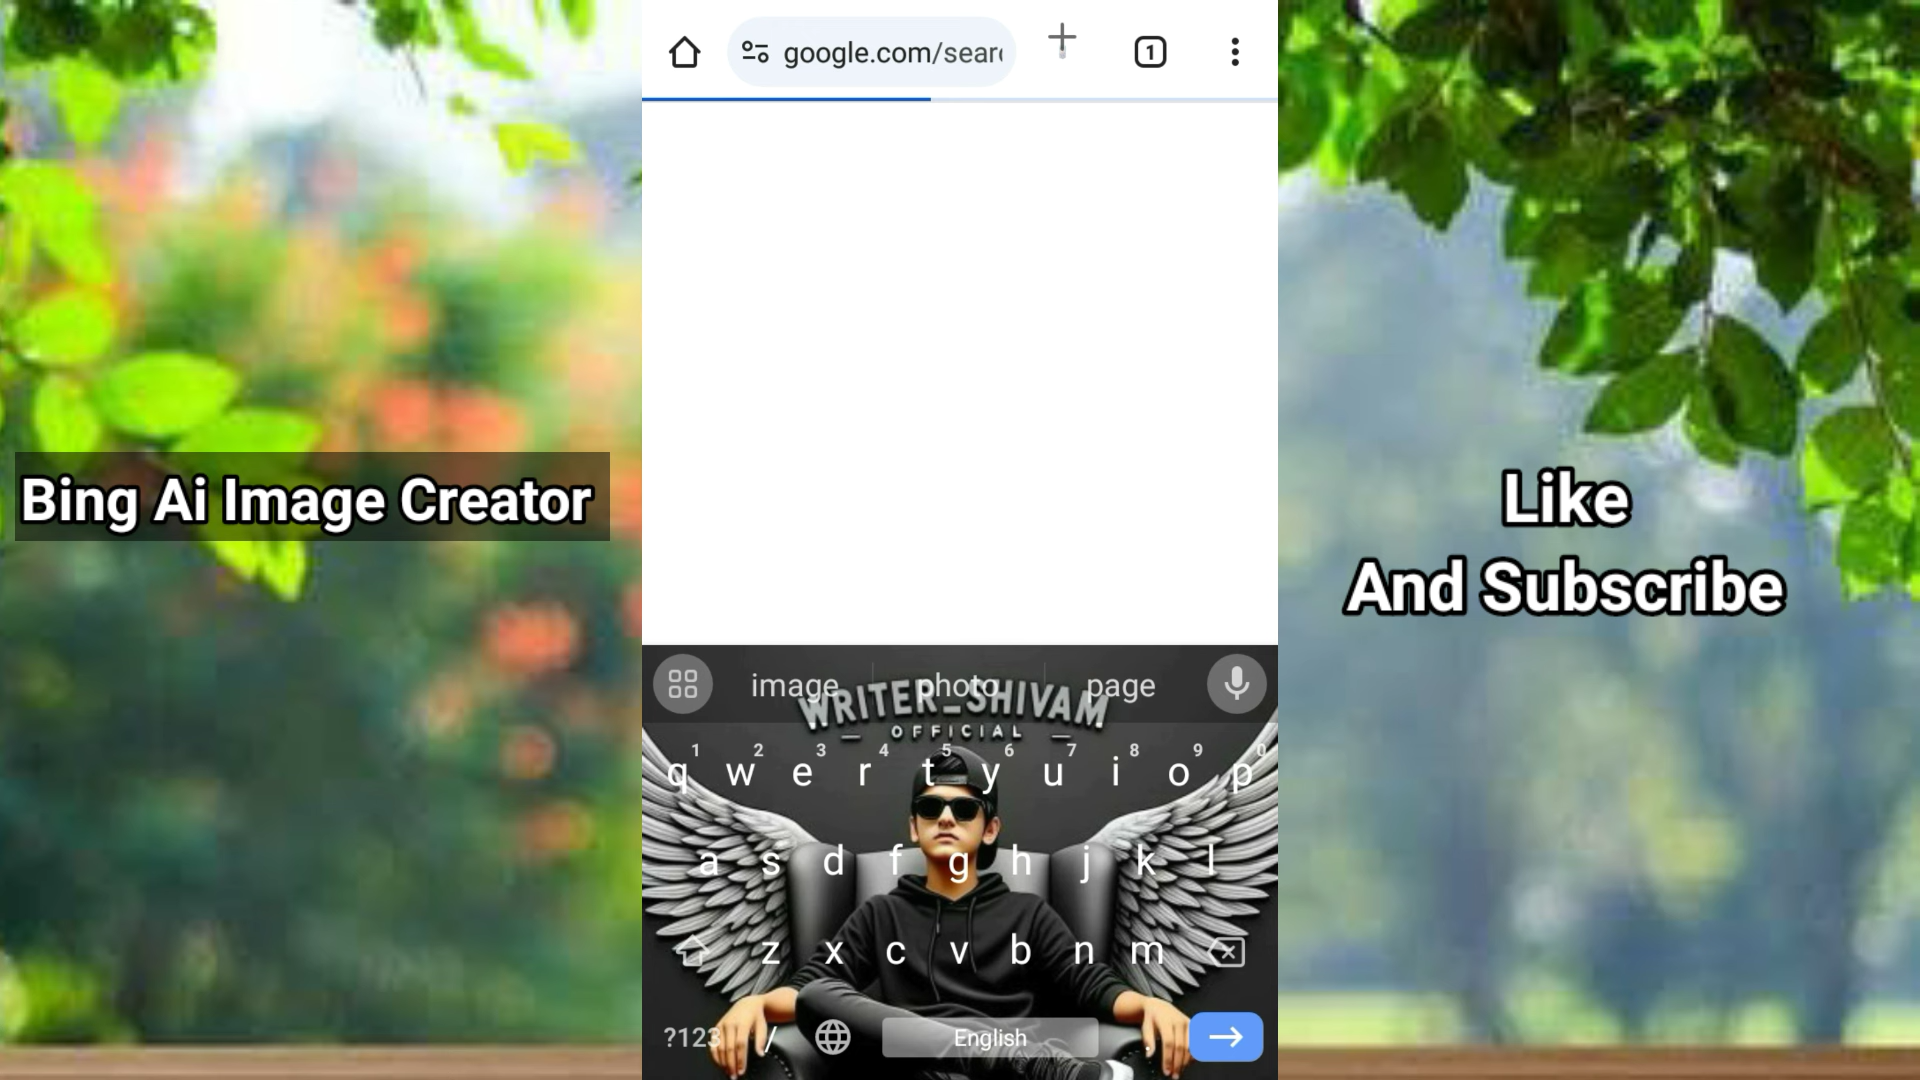 google.com/sear
1
Bing Ai Image Creator
Like
And Subscribe
image photo page
WRITER_SHIVAM
OFFICIAL
1 2 3 4 5 6 7 8 9 0
q w e r t y u i o p
a s d f g h j k l
z x c v b n m
?123 / English .